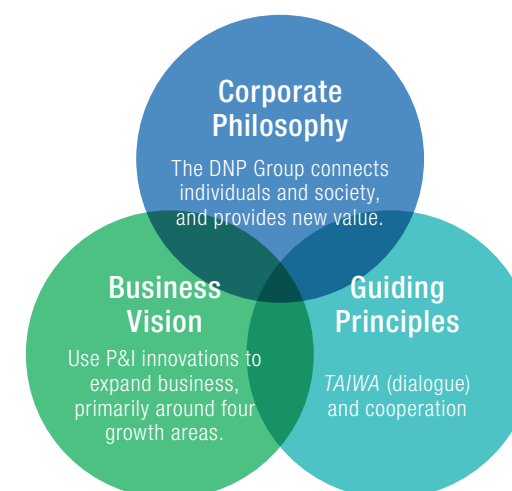 Corporate
Philosophy
The DNP Group connects
individuals and society,
and provides new value.
Business
Vision
Use P&I innovations to
expand business,
primarily around four
growth areas.
Guiding
Principles
TAIWA (dialogue)
and cooperation